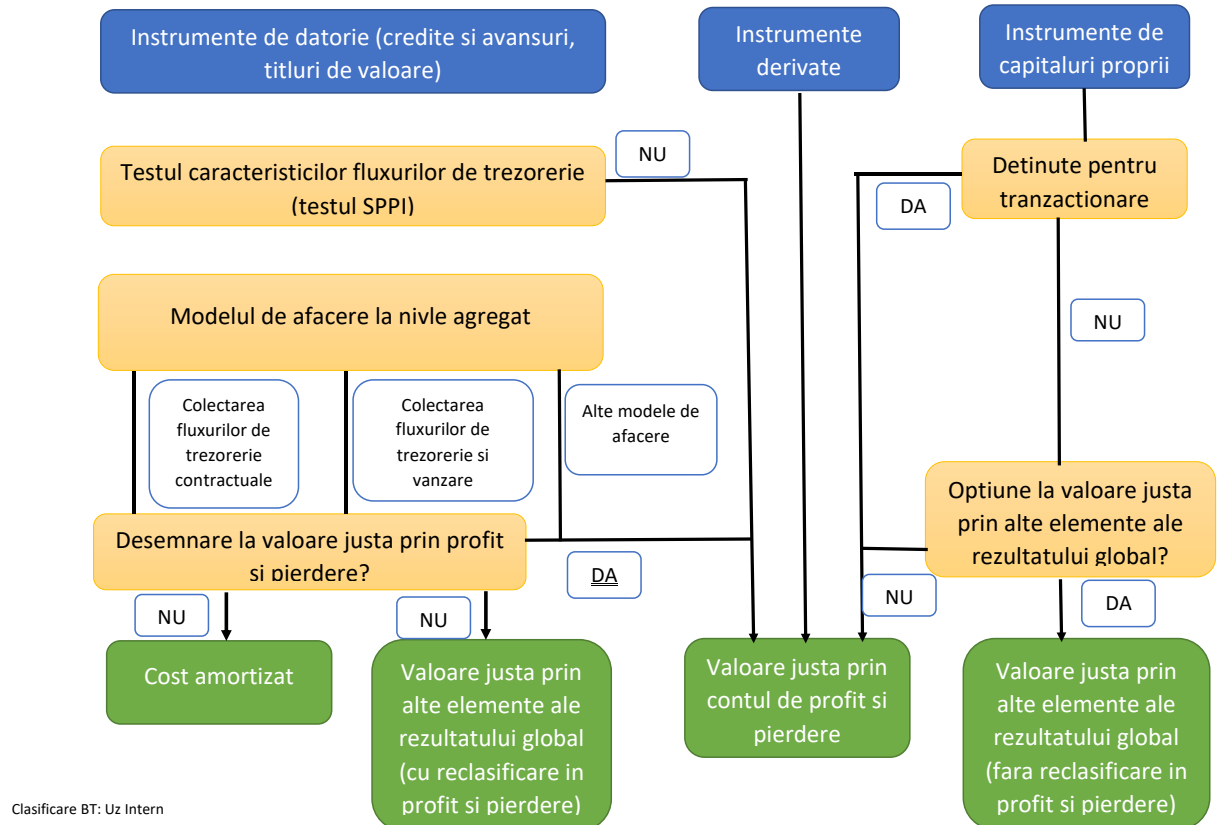 Instrumente de datorie (credite si avansuri,
titluri de valoare)
Instrumente
derivate
Instrumente de
capitaluri proprii
NU
Testul caracteristicilor fluxurilor de trezorerie
(testul SPPI)
Detinute pentru
tranzactionare
DA
Modelul de afacere la nivle agregat
NU
Colectarea
fluxurilor de
trezorerie
contractuale
Colectarea
fluxurilor de
trezorerie si
vanzare
Alte modele de
afacere
Optiune la valoare justa
prin alte elemente ale
rezultatului global?
Desemnare la valoare justa prin profit
si pierdere?
DA
NU
DA
NU
NU
Cost amortizat
Valoare justa prin
alte elemente ale
rezultatului global
(cu reclasificare in
profit si pierdere)
Valoare justa prin
contul de profit si
pierdere
Valoare justa prin
alte elemente ale
rezultatului global
(fara reclasificare in
profit si pierdere)
Clasificare BT: Uz Intern